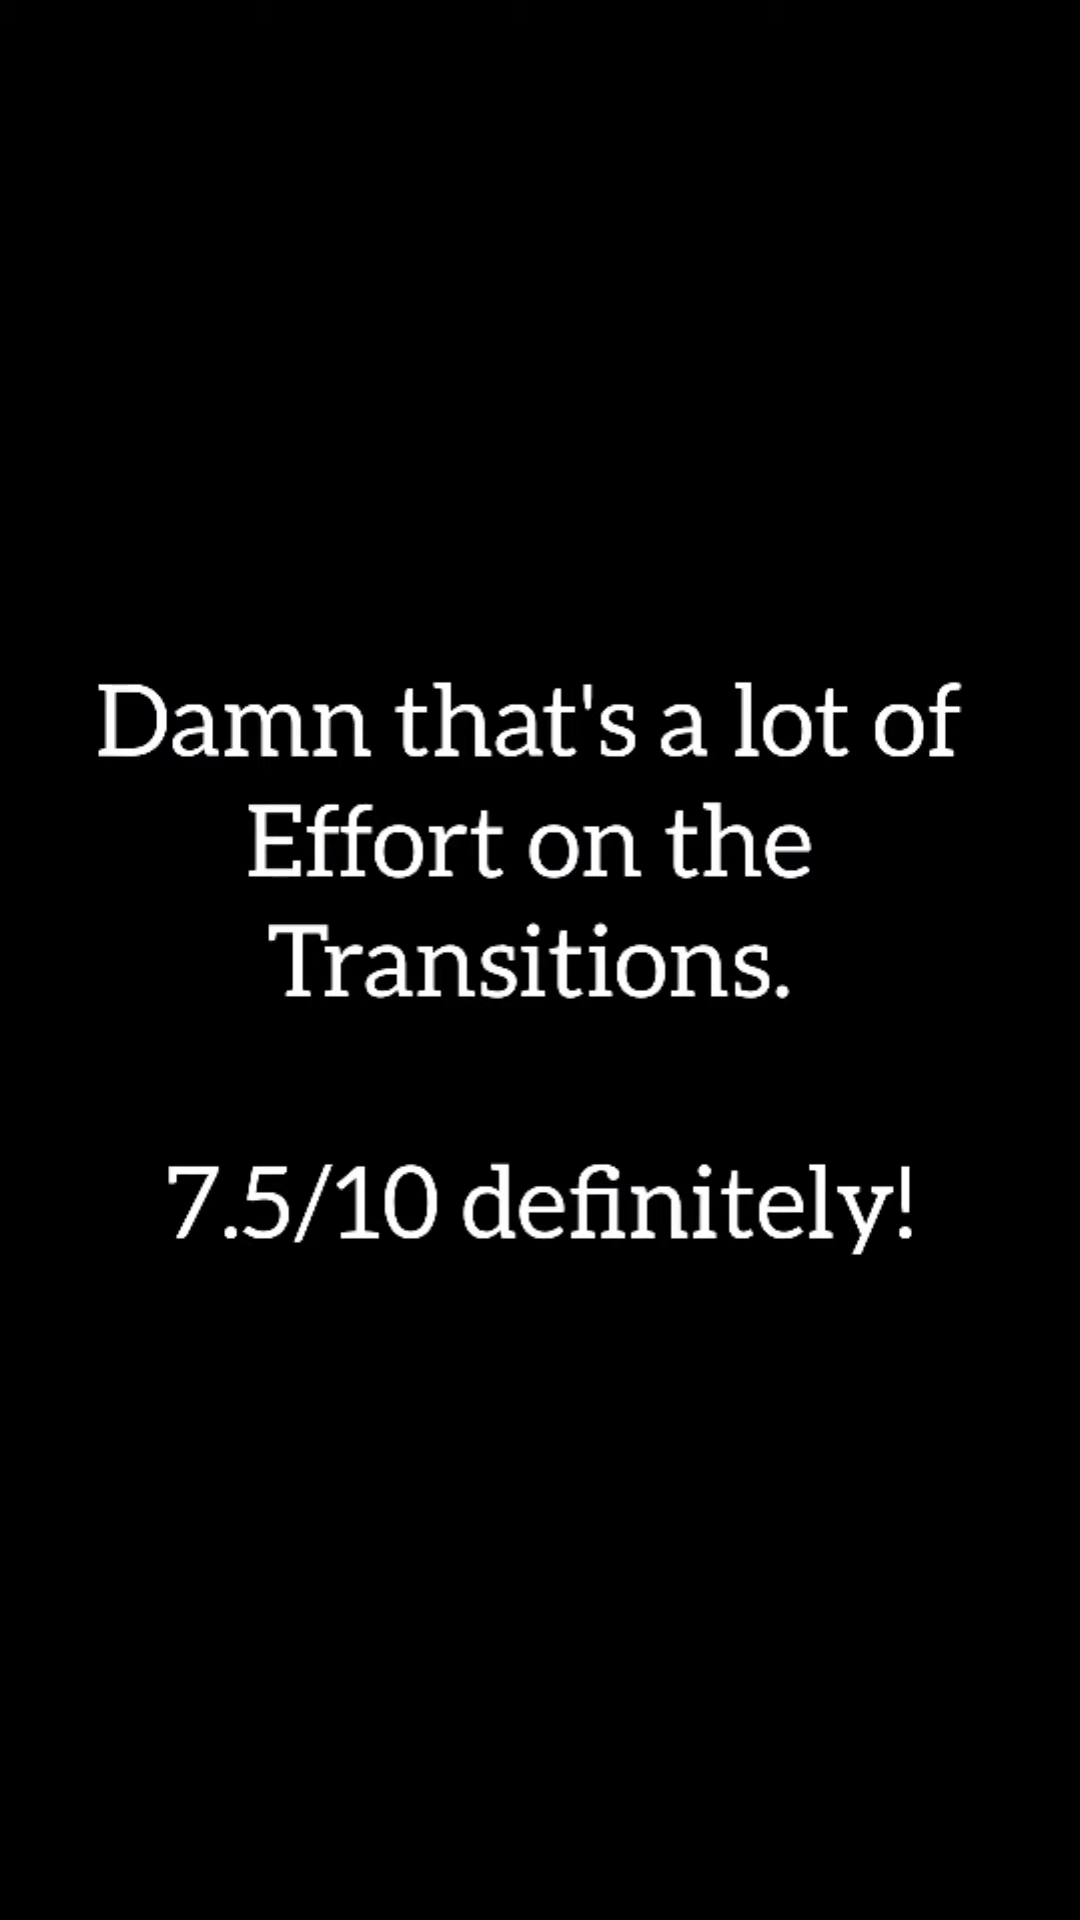 Damn that's a lot of
Effort on the
Transitions.
7.5/10 definitely!